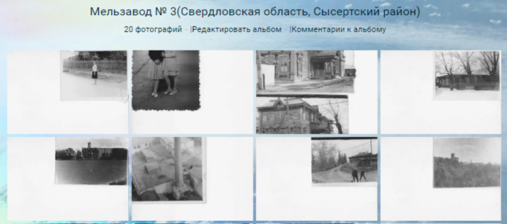 Мельзавод № 3(Свердловская область, Сысертский район)
20 фотографий · |Редактировать альбом · |Комментарии к альбому